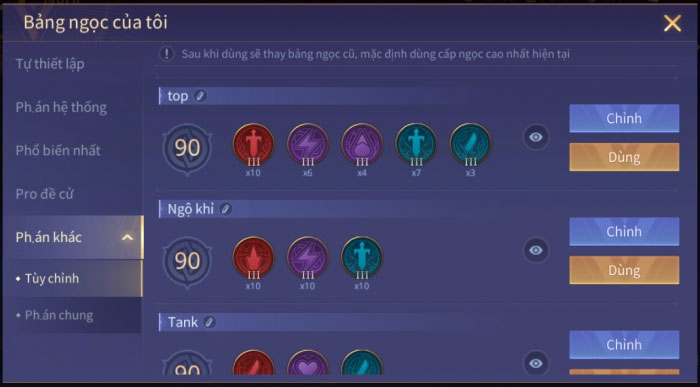 Bảng ngọc của tôi
Sau khi dùng sẽ thay bảng ngọc cũ, mặc định dùng cấp ngọc cao nhất hiện tại
Tự thiết lập
Ph.án hệ thống
Phổ biến nhất
Pro đề cử
Ph.án khác
• Tùy chỉnh
• Ph.án chung
top
90
III
x10
III
x6
III
x4
III
x7
III
x3
Chỉnh
Dùng
Ngộ khỉ
90
III
x10
III
x10
III
x10
Chỉnh
Dùng
Tank
90
Chỉnh